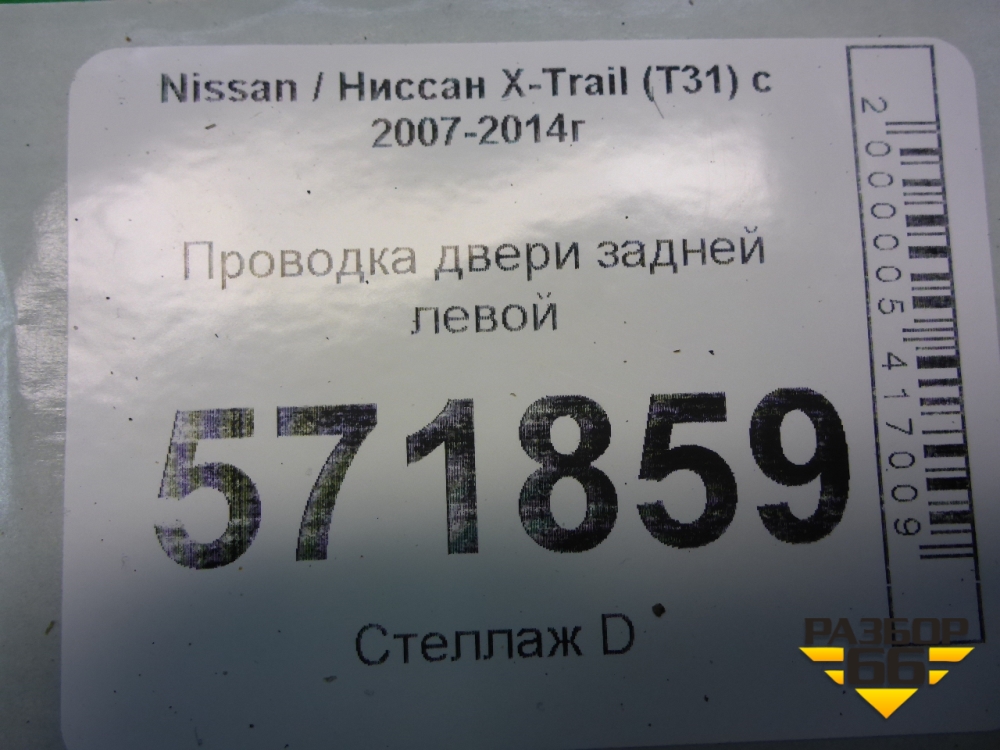 Nissan / Ниссан X-Trail (T31) с
2007-2014г
Проводка двери задней
левой
571859
Стеллаж D
2000005417009
РАЗБОР
66